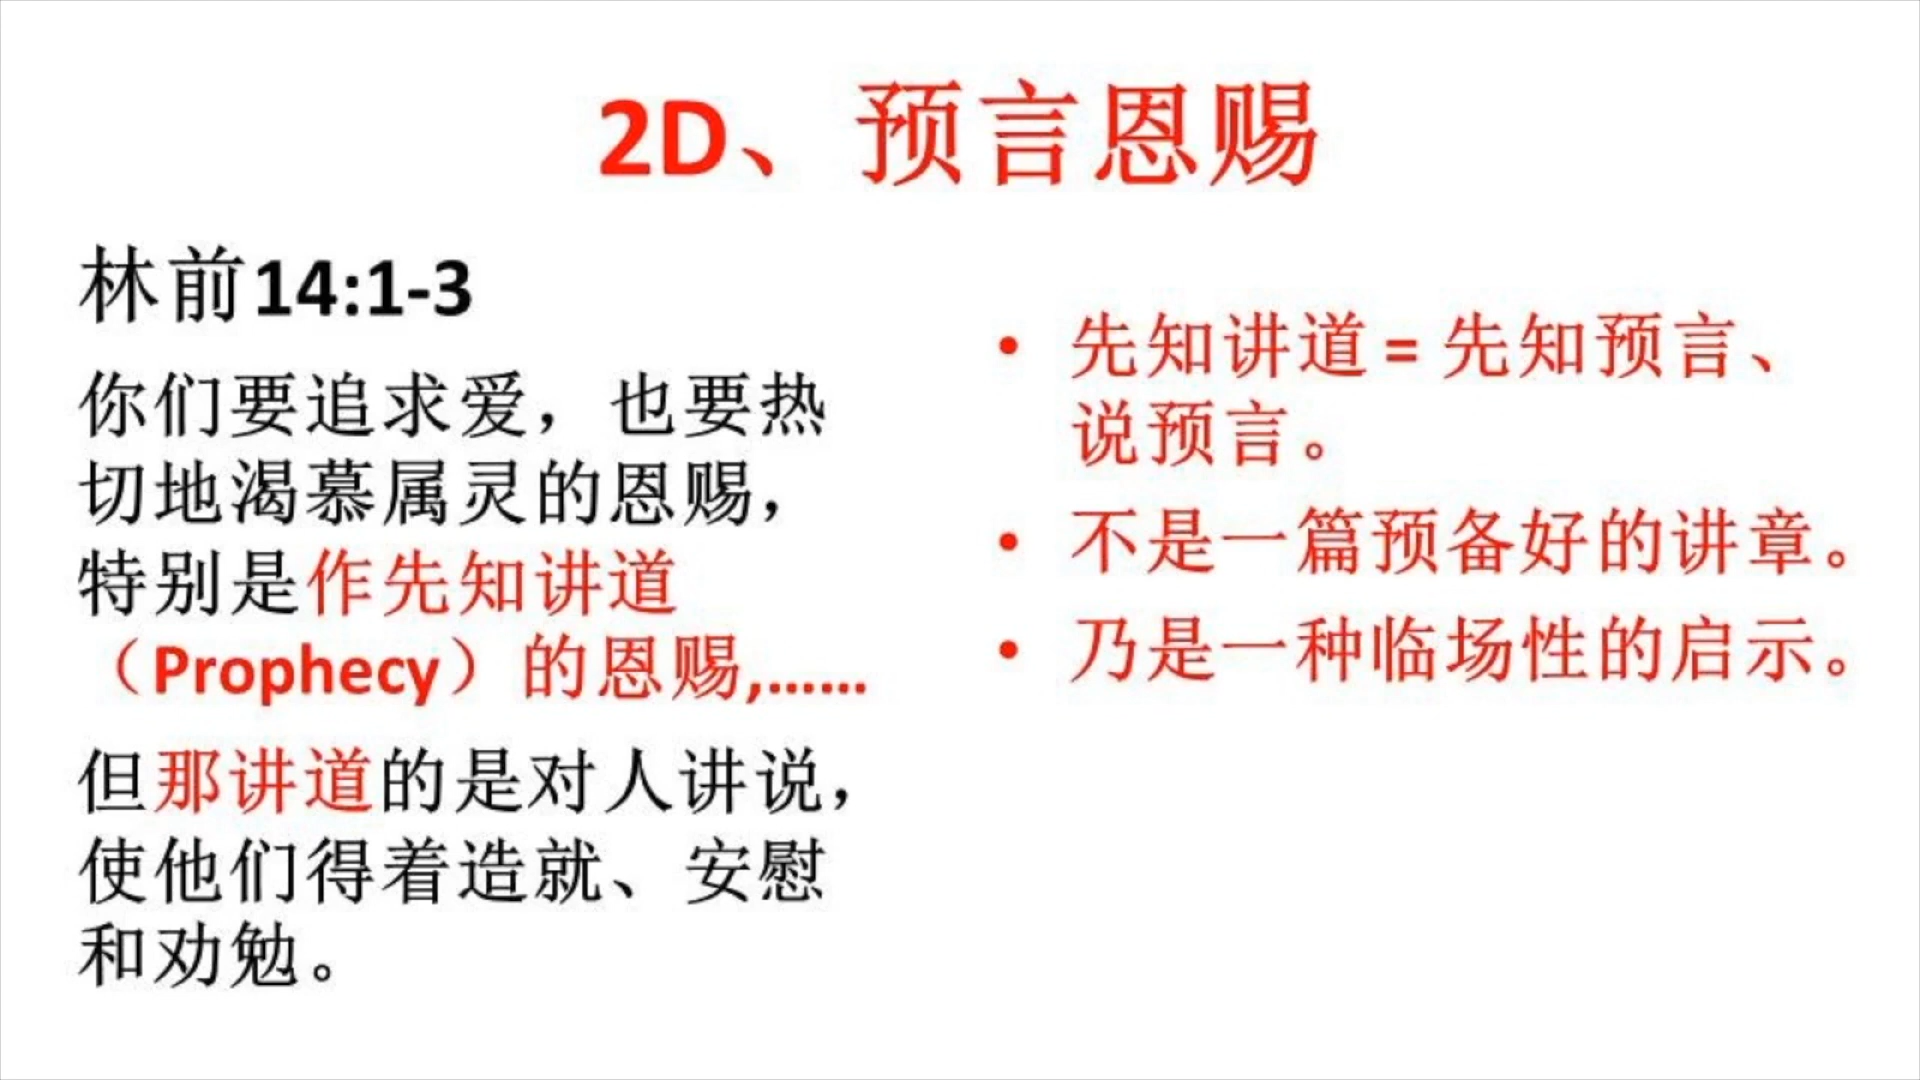 2D、预言恩赐
林前14:1-3
你们要追求爱，也要热
切地渴慕属灵的恩赐，
特别是作先知讲道
（Prophecy）的恩赐,……
但那讲道的是对人讲说，
使他们得着造就、安慰
和劝勉。
• 先知讲道 = 先知预言、
说预言。
• 不是一篇预备好的讲章。
• 乃是一种临场性的启示。